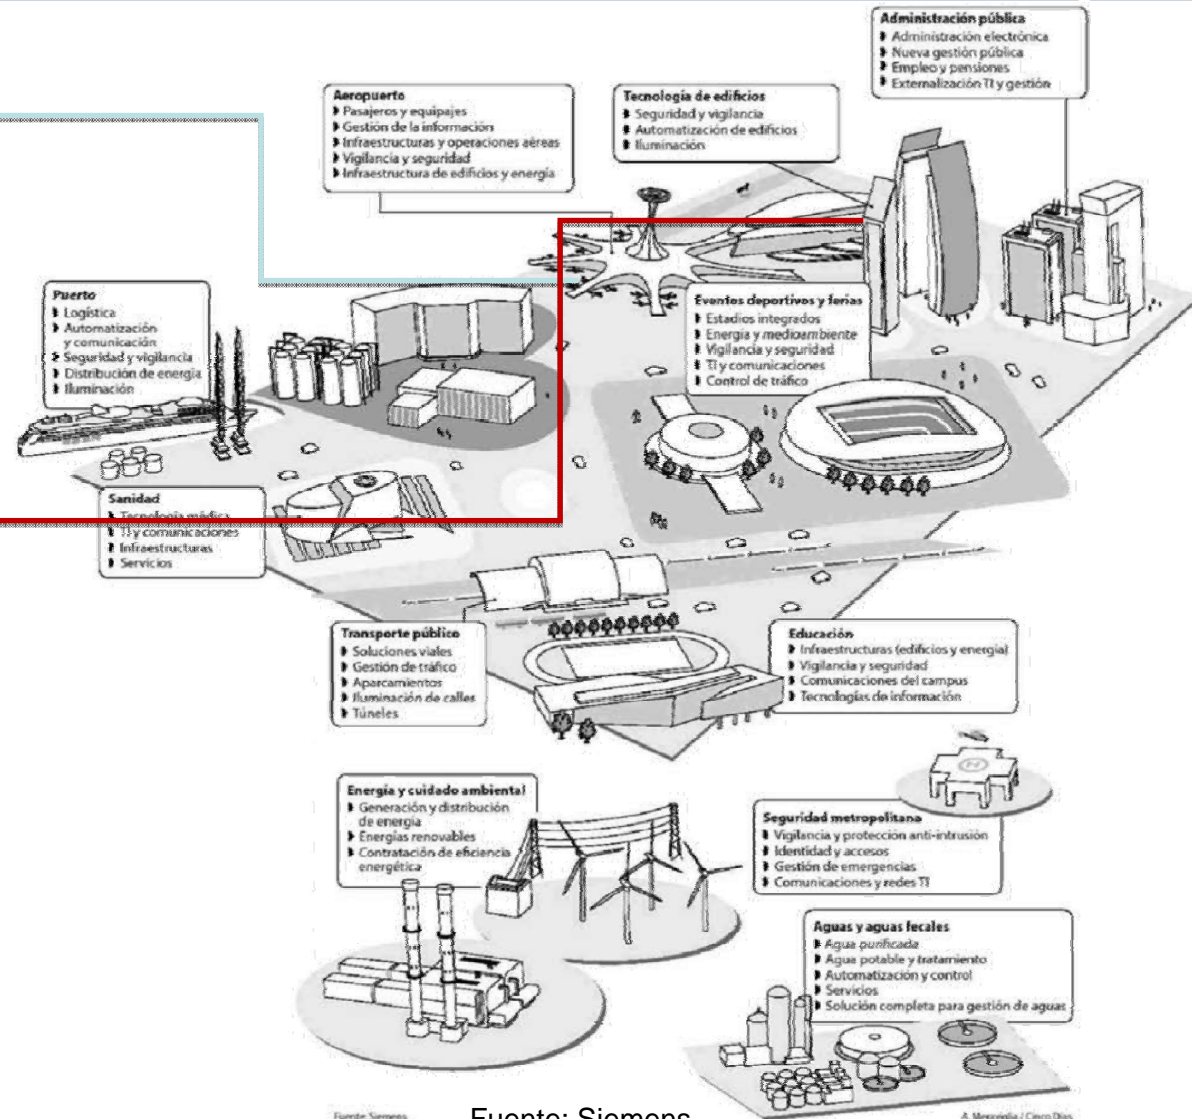 Administración pública
Administración electrónica
Nueva gestión pública
Empleo y pensiones
Externalización TI y gestión
Aeropuerto
Pasajeros y equipajes
Gestión de la información
Infraestructuras y operaciones aéreas
Vigilancia y seguridad
Infraestructura de edificios y energía
Tecnología de edificios
Seguridad y vigilancia
Automatización de edificios
Iluminación
Puerto
Logística
Automatización
y comunicación
Seguridad y vigilancia
Distribución de energía
Iluminación
Eventos deportivos y ferias
Estadios integrados
Energía y medioambiente
Vigilancia y seguridad
TI y comunicaciones
Control de tráfico
Sanidad
Tecnología médica
TI y comunicaciones
Infraestructuras
Servicios
Transporte público
Soluciones viales
Gestión de tráfico
Aparcamientos
Iluminación de calles
Túneles
Educación
Infraestructuras (edificios y energía)
Vigilancia y seguridad
Comunicaciones del campus
Tecnologías de información
Energía y cuidado ambiental
Generación y distribución
de energía
Energías renovables
Contratación de eficiencia
energética
Seguridad metropolitana
Vigilancia y protección anti-intrusión
Identidad y accesos
Gestión de emergencias
Comunicaciones y redes TI
H
Aguas y aguas fecales
Agua purificada
Agua potable y tratamiento
Automatización y control
Servicios
Solución completa para gestión de aguas
Fuente: Siemens
Fuente: Siemens
A. / Cinco Días